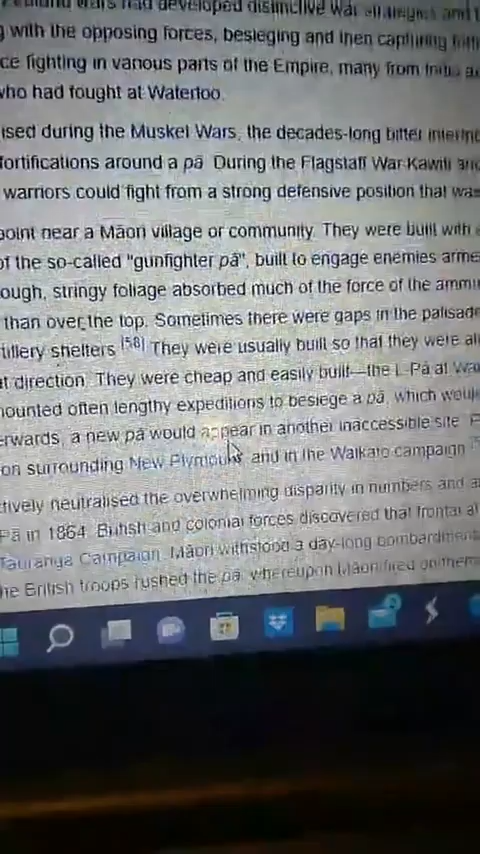 Wars had developed distinctive war strategies and
g with the opposing forces, besieging and then capturing
ce fighting in various parts of the Empire, many from India
who had fought at Waterloo.
ised during the Musket Wars, the decades-long bitter
fortifications around a pā. During the Flagstaff War Kawiti and
warriors could fight from a strong defensive position that was
point near a Māori village or community. They were built with
of the so-called "gunfighter pā", built to engage enemies arme
ough, stringy foliage absorbed much of the force of the
than over the top. Sometimes there were gaps in the palisade
tillery shelters.[58] They were usually built so that they were
at direction. They were cheap and easily built—the L-Pā at
mounted often lengthy expeditions to besiege a pā, which
erwards, a new pā would appear in another inaccessible site.
on surrounding New Plymouth and in the Waikato campaign.
ctively neutralised the overwhelming disparity in numbers and
Pā in 1864, British and colonial forces discovered that frontal
Tauranga Campaign, Māori withstood a day-long bombardment
he British troops rushed the pā, whereupon Māori fired on them